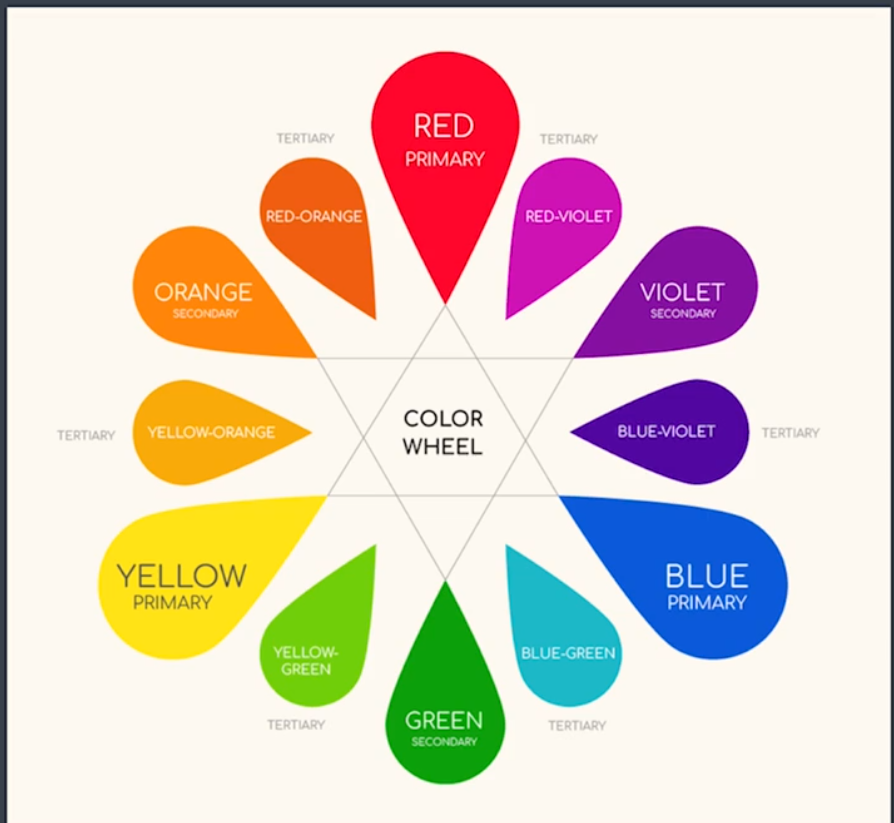 RED
PRIMARY
TERTIARY
RED-ORANGE
TERTIARY
RED-VIOLET
ORANGE
SECONDARY
VIOLET
SECONDARY
TERTIARY
YELLOW-ORANGE
COLOR
WHEEL
BLUE-VIOLET
TERTIARY
YELLOW
PRIMARY
BLUE
PRIMARY
YELLOW-
GREEN
TERTIARY
BLUE-GREEN
TERTIARY
GREEN
SECONDARY